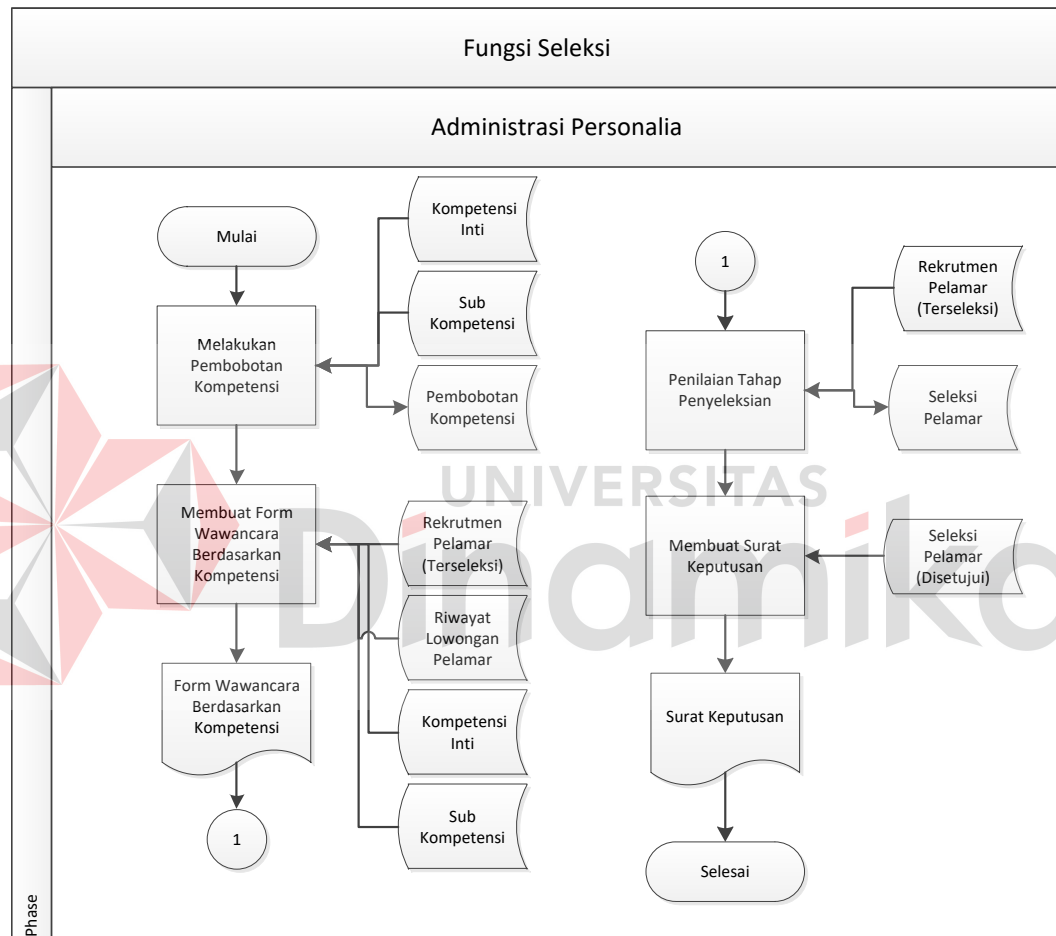 Fungsi Seleksi
Administrasi Personalia
Phase
Mulai
Melakukan
Pembobotan
Kompetensi
Kompetensi
Inti
Sub
Kompetensi
Pembobotan
Kompetensi
Membuat Form
Wawancara
Berdasarkan
Kompetensi
Rekrutmen
Pelamar
(Terseleksi)
Riwayat
Lowongan
Pelamar
Kompetensi
Inti
Sub
Kompetensi
Form Wawancara
Berdasarkan
Kompetensi
1
1
Penilaian Tahap
Penyeleksian
Rekrutmen
Pelamar
(Terseleksi)
Seleksi
Pelamar
Membuat Surat
Keputusan
Seleksi
Pelamar
(Disetujui)
Surat Keputusan
Selesai
UNIVERSITAS
Dinamika